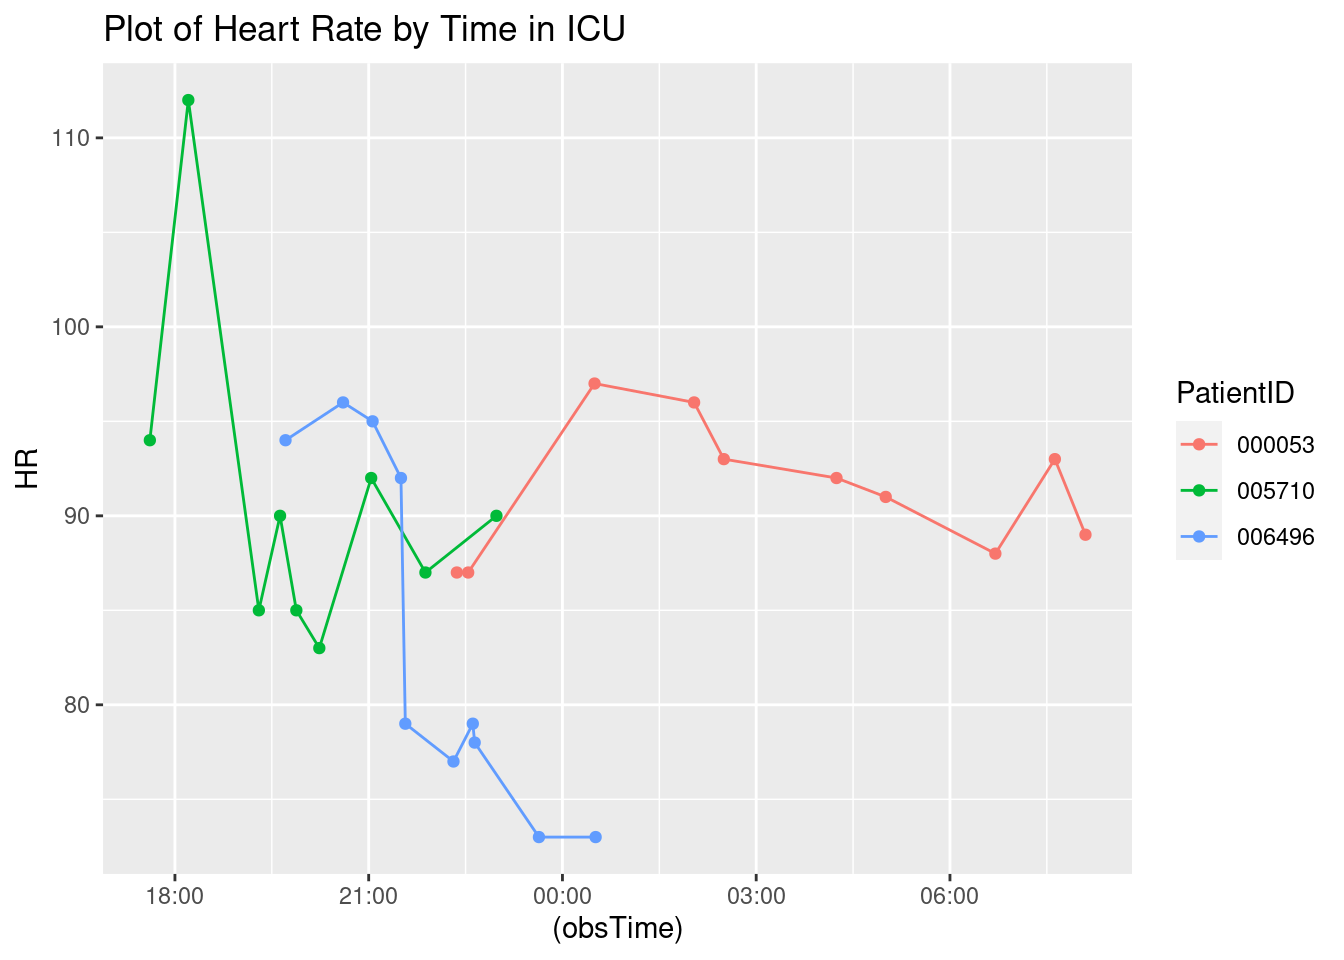 Plot of Heart Rate by Time in ICU
110
100
90
80
HR
18:00 21:00 00:00 03:00 06:00
(obsTime)
PatientID
000053
005710
006496